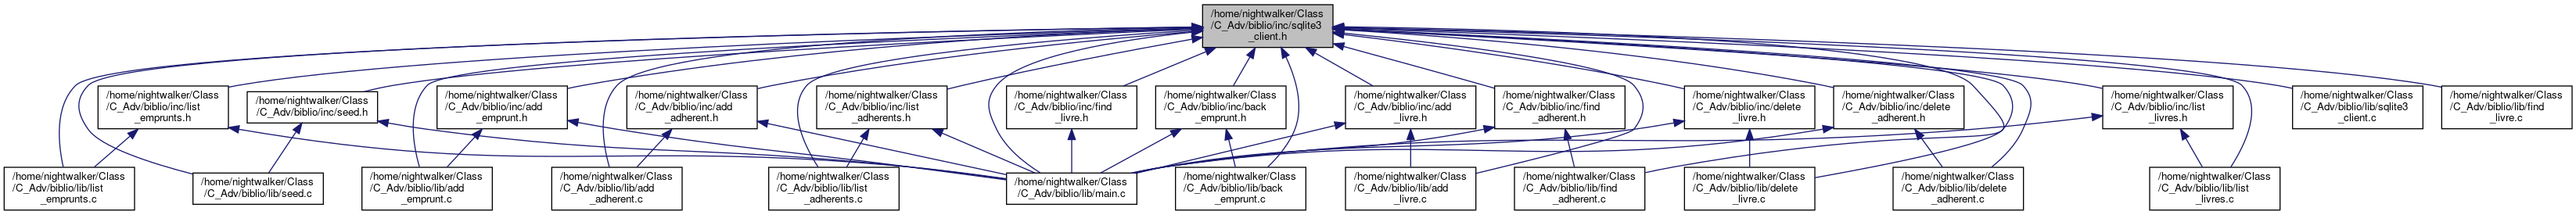 /home/nightwalker/Class
/C_Adv/biblio/inc/sqlite3
_client.h
/home/nightwalker/Class
/C_Adv/biblio/inc/list
_emprunts.h
/home/nightwalker/Class
/C_Adv/biblio/inc/seed.h
/home/nightwalker/Class
/C_Adv/biblio/inc/add
_emprunt.h
/home/nightwalker/Class
/C_Adv/biblio/inc/add
_adherent.h
/home/nightwalker/Class
/C_Adv/biblio/inc/list
_adherents.h
/home/nightwalker/Class
/C_Adv/biblio/inc/find
_livre.h
/home/nightwalker/Class
/C_Adv/biblio/inc/back
_emprunt.h
/home/nightwalker/Class
/C_Adv/biblio/inc/add
_livre.h
/home/nightwalker/Class
/C_Adv/biblio/inc/find
_adherent.h
/home/nightwalker/Class
/C_Adv/biblio/inc/delete
_livre.h
/home/nightwalker/Class
/C_Adv/biblio/inc/delete
_adherent.h
/home/nightwalker/Class
/C_Adv/biblio/inc/list
_livres.h
/home/nightwalker/Class
/C_Adv/biblio/lib/sqlite3
_client.c
/home/nightwalker/Class
/C_Adv/biblio/lib/find
_livre.c
/home/nightwalker/Class
/C_Adv/biblio/lib/list
_emprunts.c
/home/nightwalker/Class
/C_Adv/biblio/lib/seed.c
/home/nightwalker/Class
/C_Adv/biblio/lib/add
_emprunt.c
/home/nightwalker/Class
/C_Adv/biblio/lib/add
_adherent.c
/home/nightwalker/Class
/C_Adv/biblio/lib/list
_adherents.c
/home/nightwalker/Class
/C_Adv/biblio/lib/main.c
/home/nightwalker/Class
/C_Adv/biblio/lib/back
_emprunt.c
/home/nightwalker/Class
/C_Adv/biblio/lib/add
_livre.c
/home/nightwalker/Class
/C_Adv/biblio/lib/find
_adherent.c
/home/nightwalker/Class
/C_Adv/biblio/lib/delete
_livre.c
/home/nightwalker/Class
/C_Adv/biblio/lib/delete
_adherent.c
/home/nightwalker/Class
/C_Adv/biblio/lib/list
_livres.c